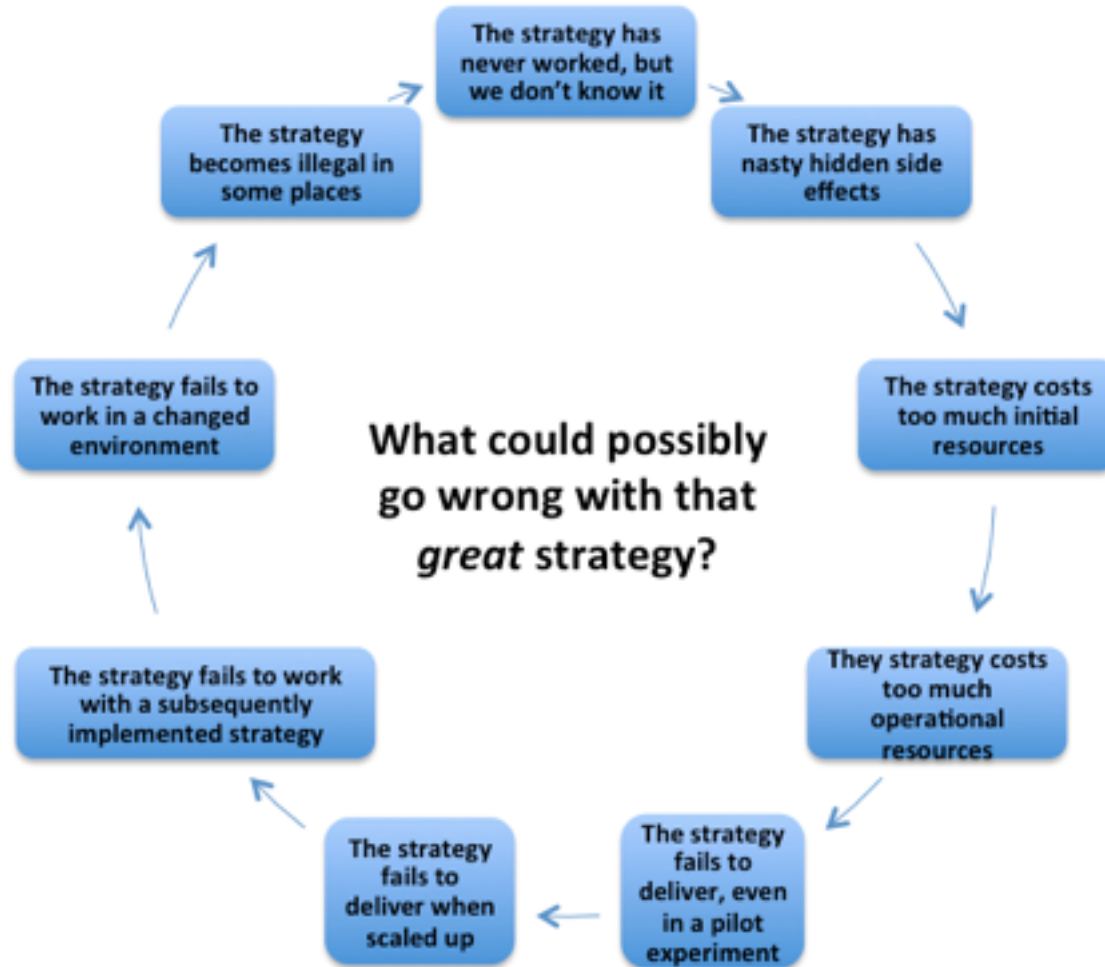 The strategy has
never worked, but
we don't know it
The strategy has
nasty hidden side
effects
The strategy costs
too much initial
resources
They strategy costs
too much
operational
resources
The strategy
fails to
deliver, even
in a pilot
experiment
The strategy
fails to
deliver when
scaled up
The strategy fails to work
with a subsequently
implemented strategy
The strategy fails to
work in a changed
environment
The strategy
becomes illegal in
some places
What could possibly
go wrong with that
great strategy?